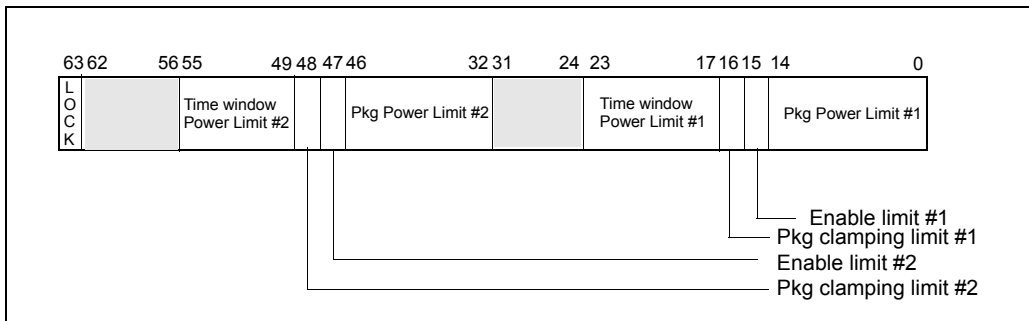 63 62 56 55 49 48 47 46 32 31 24 23 17 16 15 14 0
L
O
C
K
Time window
Power Limit #2
Pkg Power Limit #2
Time window
Power Limit #1
Pkg Power Limit #1
Enable limit #1
Pkg clamping limit #1
Enable limit #2
Pkg clamping limit #2